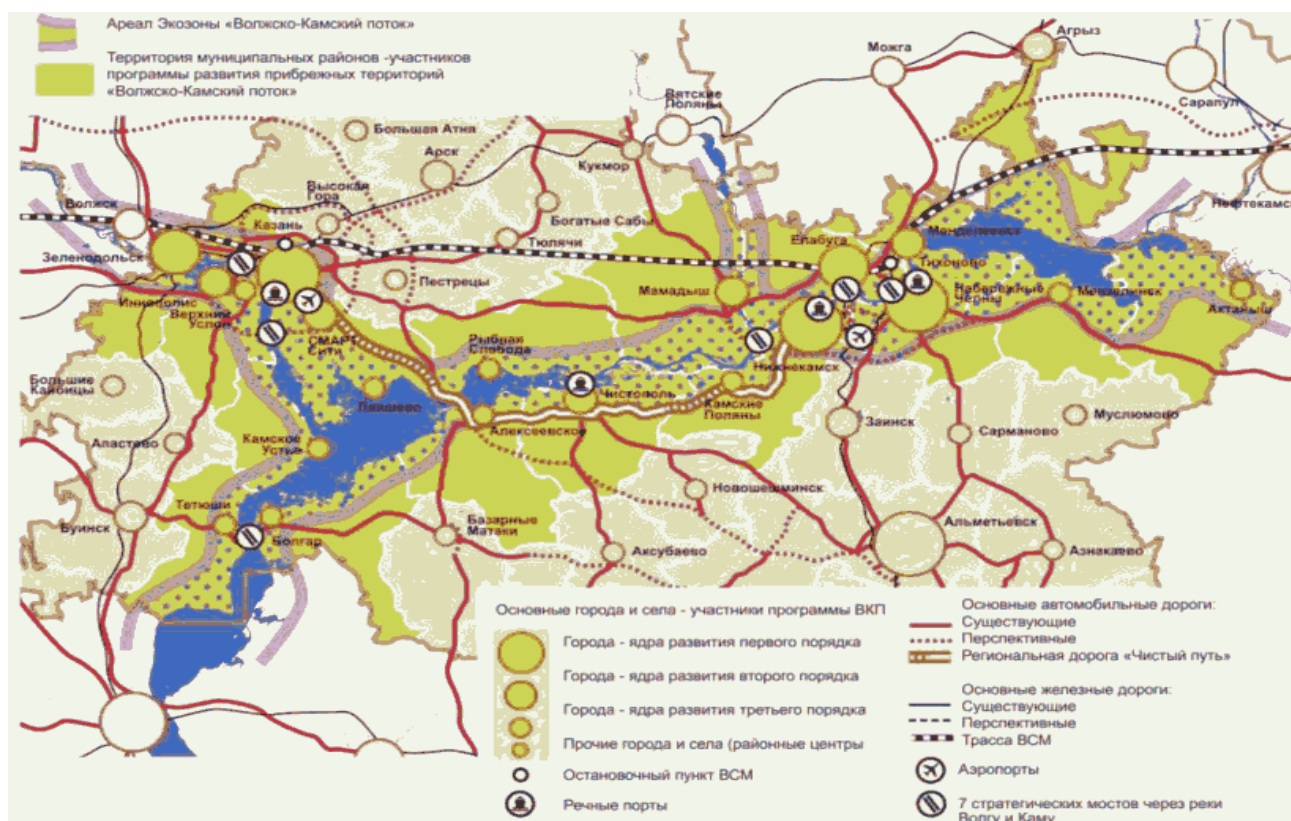 Ареал Экозоны «Волжско-Камский поток»
Территория муниципальных районов -участников
программы развития прибрежных территорий
«Волжско-Камский поток»
Агрыз
Можга
Сарапул
Вятские
Поляны
Большая Атня
Арск
Кукмор
Высокая
Гора
Волжск
Казань
Богатые Сабы
Нефтекамск
Тюлячи
Елабуга
Менделеевск
Зеленодольск
Тихоново
Пестрецы
Мамадыш
Набережные
Челны
Мензелинск
Иннополис
Верхний
Услон
Актаныш
СМАРТ
Сити
Рыбная
Слобода
Нижнекамск
Большие
Кайбицы
Лаишево
Чистополь
Камские
Поляны
Муслюмово
Апастово
Камское
Устье
Алексеевское
Заинск
Сарманово
Новошешминск
Тетюши
Буинск
Болгар
Базарные
Матаки
Альметьевск
Аксубаево
Азнакаево
Основные города и села - участники программы ВКП
Города - ядра развития первого порядка
Города - ядра развития второго порядка
Города - ядра развития третьего порядка
Прочие города и села (районные центры
Остановочный пункт ВСМ
Речные порты
Основные автомобильные дороги:
Существующие
Перспективные
Региональная дорога «Чистый путь»
Основные железные дороги:
Существующие
Перспективные
Трасса ВСМ
Аэропорты
7 стратегических мостов через реки
Волгу и Каму